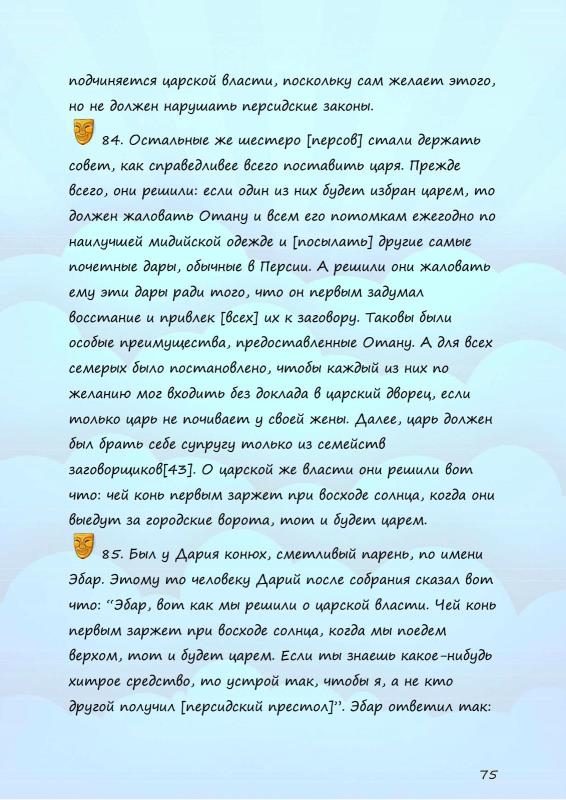 подчиняется царской власти, поскольку сам желает этого,
но не должен нарушать персидские законы.
84. Остальные же шестеро [персов] стали держать
совет, как справедливее всего поставить царя. Прежде
всего, они решили: если один из них будет избран царем, то
должен жаловать Отану и всем его потомкам ежегодно по
наилучшей мидийской одежде и [посылать] другие самые
почетные дары, обычные в Персии. А решили они жаловать
ему эти дары ради того, что он первым задумал
восстание и привлек [всех] их к заговору. Таковы были
особые преимущества, предоставленные Отану. А для всех
семерых было постановлено, чтобы каждый из них по
желанию мог входить без доклада в царский дворец, если
только царь не почивает у своей жены. Далее, царь должен
был брать себе супругу только из семейств
заговорщиков[43]. О царской же власти они решили вот
что: чей конь первым заржет при восходе солнца, когда они
выедут за городские ворота, тот и будет царем.
85. Был у Дария конюх, сметливый парень, по имени
Эбар. Этому то человеку Дарий после собрания сказал вот
что: “Эбар, вот как мы решили о царской власти. Чей конь
первым заржет при восходе солнца, когда мы поедем
верхом, тот и будет царем. Если ты знаешь какое-нибудь
хитрое средство, то устрой так, чтобы я, а не кто
другой получил [персидский престол]”. Эбар ответил так:
75